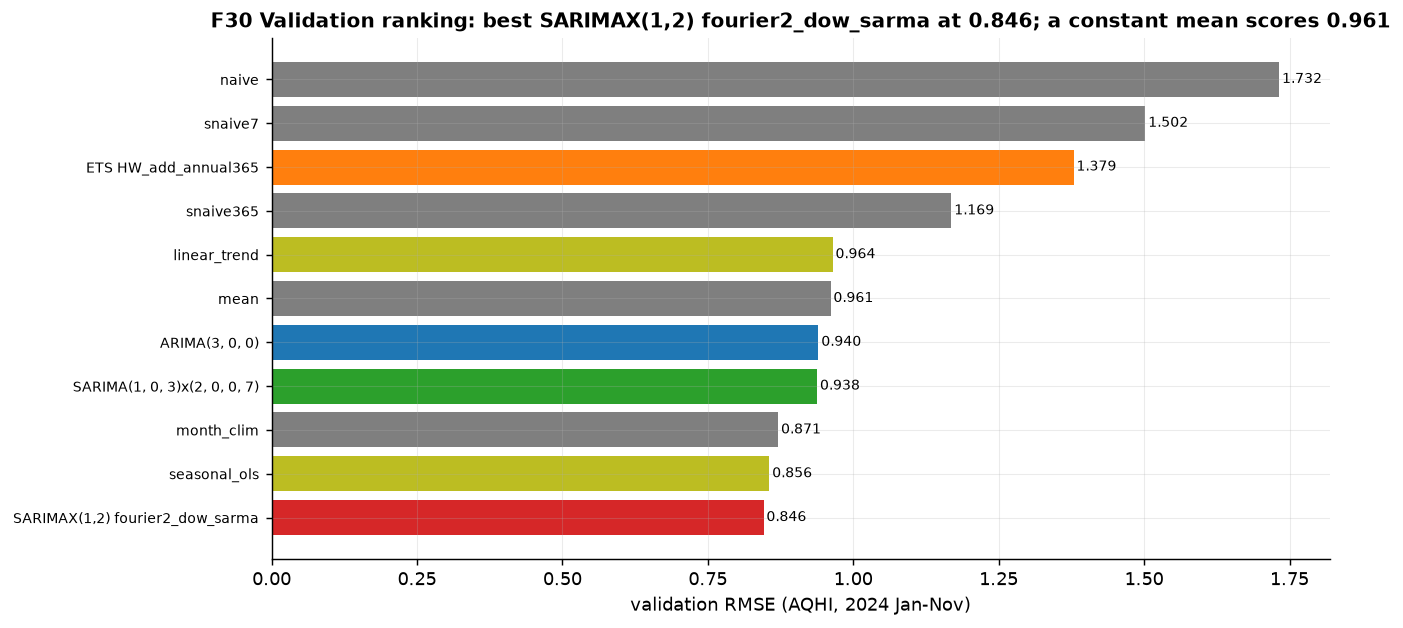 F30 Validation ranking: best SARIMAX(1,2) fourier2_dow_sarma at 0.846; a constant mean scores 0.961
naive 1.732
snaive7 1.502
ETS HW_add_annual365 1.379
snaive365 1.169
linear_trend 0.964
mean 0.961
ARIMA(3, 0, 0) 0.940
SARIMA(1, 0, 3)x(2, 0, 0, 7) 0.938
month_clim 0.871
seasonal_ols 0.856
SARIMAX(1,2) fourier2_dow_sarma 0.846
0.00 0.25 0.50 0.75 1.00 1.25 1.50 1.75
validation RMSE (AQHI, 2024 Jan-Nov)